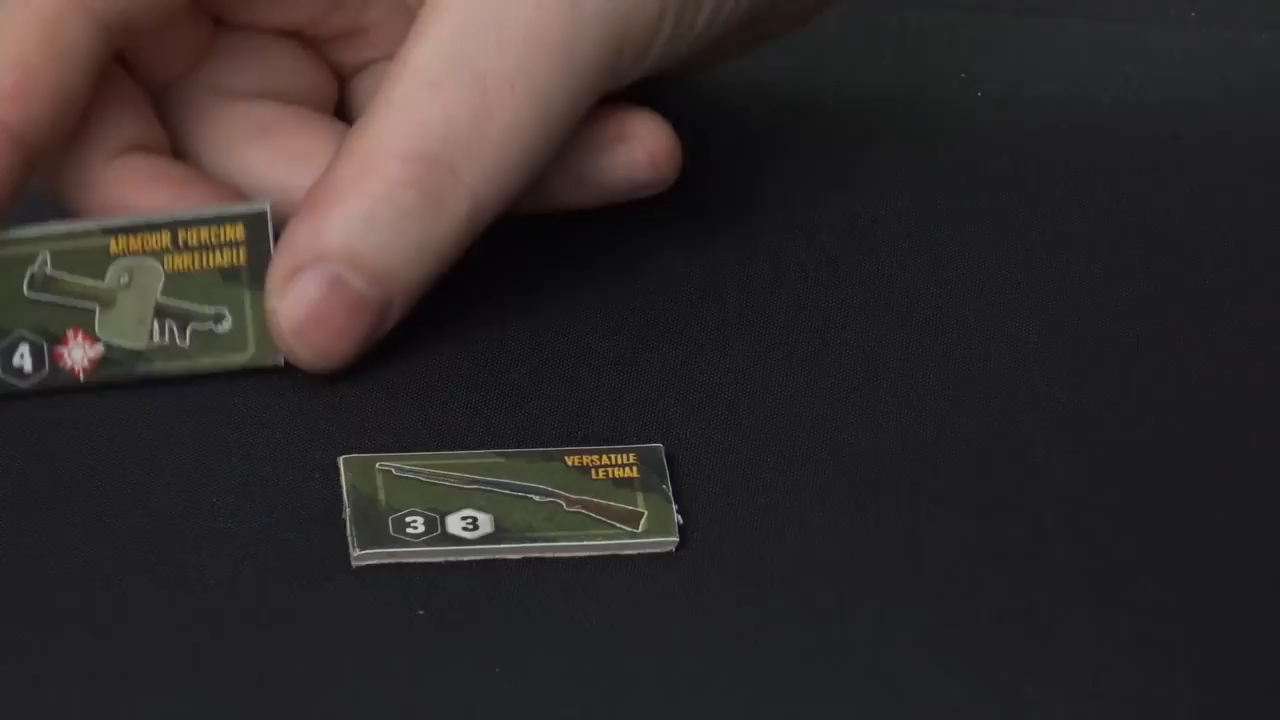 ARMOUR PIERCING
UNRELIABLE
4
VERSATILE
LETHAL
3 3